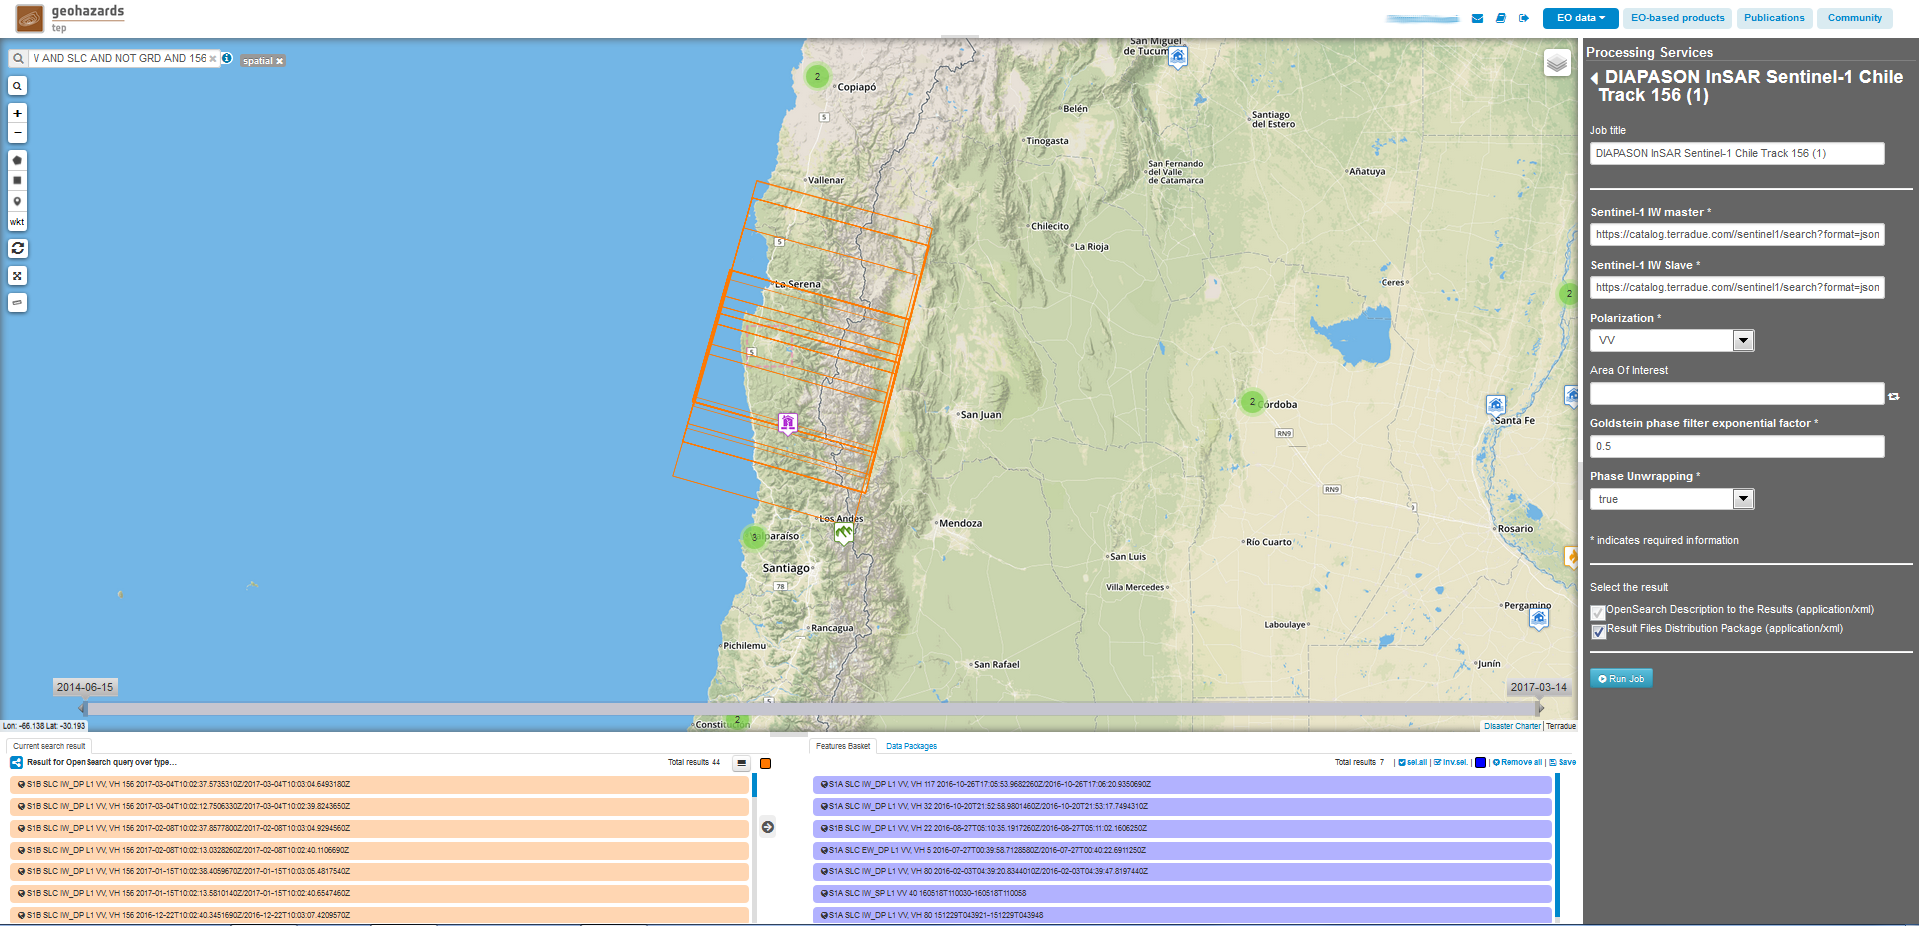 geohazards
tep
EO data
EO-based products
Publications
Community
V AND SLC AND NOT GRD AND 156
spatial
wkt
San Miguel
de Tucum
2
Copiapó
5
Belén
Santiago
del Estero
Tinogasta
San Fernando
del Valle
de Catamarca
Añatuya
Vallenar
Chilecito
La Rioja
5
La Serena
Ceres
2
5
San Juan
2
Córdoba
RN9
Santa Fe
RN9
Los Andes
Mendoza
3
paraíso
Rosario
Río Cuarto
San Luis
Santiago
78
Villa Mercedes
Pergamino
Laboulaye
Rancagua
Pichilemu
San Rafael
Junín
2014-06-15
2017-03-14
5
2
Lon: -66.138 Lat: -30.193
Disaster Charter | Terradue
Processing Services
DIAPASON InSAR Sentinel-1 Chile
Track 156 (1)
Job title
DIAPASON InSAR Sentinel-1 Chile Track 156 (1)
Sentinel-1 IW master *
https://catalog.terradue.com//sentinel1/search?format=json
Sentinel-1 IW Slave *
https://catalog.terradue.com//sentinel1/search?format=json
Polarization *
VV
Area Of Interest
Goldstein phase filter exponential factor *
0.5
Phase Unwrapping *
true
* indicates required information
Select the result
OpenSearch Description to the Results (application/xml)
Result Files Distribution Package (application/xml)
Run Job
Current search result
Result for OpenSearch query over type...
Total results 44
S1B SLC IW_DP L1 VV, VH 156 2017-03-04T10:02:37.5735310Z/2017-03-04T10:03:04.6493180Z
S1B SLC IW_DP L1 VV, VH 156 2017-03-04T10:02:12.7506330Z/2017-03-04T10:02:39.8243650Z
S1B SLC IW_DP L1 VV, VH 156 2017-02-08T10:02:37.8577800Z/2017-02-08T10:03:04.9294560Z
S1B SLC IW_DP L1 VV, VH 156 2017-02-08T10:02:13.0328260Z/2017-02-08T10:02:40.1106690Z
S1B SLC IW_DP L1 VV, VH 156 2017-01-15T10:02:38.4059670Z/2017-01-15T10:03:05.4817540Z
S1B SLC IW_DP L1 VV, VH 156 2017-01-15T10:02:13.5810140Z/2017-01-15T10:02:40.6547460Z
S1B SLC IW_DP L1 VV, VH 156 2016-12-22T10:02:40.3451690Z/2016-12-22T10:03:07.4209570Z
Features Basket
Data Packages
Total results 7 | sel.all | inv.sel. | Remove all | Save
S1A SLC IW_DP L1 VV, VH 117 2016-10-26T17:05:53.9682260Z/2016-10-26T17:06:20.9350690Z
S1A SLC IW_DP L1 VV, VH 32 2016-10-20T21:52:58.9801460Z/2016-10-20T21:53:17.7494310Z
S1B SLC IW_DP L1 VV, VH 22 2016-08-27T05:10:35.1917260Z/2016-08-27T05:11:02.1606250Z
S1A SLC EW_DP L1 VV, VH 5 2016-07-27T00:39:58.7128580Z/2016-07-27T00:40:22.6911250Z
S1A SLC IW_DP L1 VV, VH 80 2016-02-03T04:39:20.8344010Z/2016-02-03T04:39:47.8197440Z
S1A SLC IW_SP L1 VV 40 160518T110030-160518T110058
S1A SLC IW_DP L1 VV, VH 80 151229T043921-151229T043948